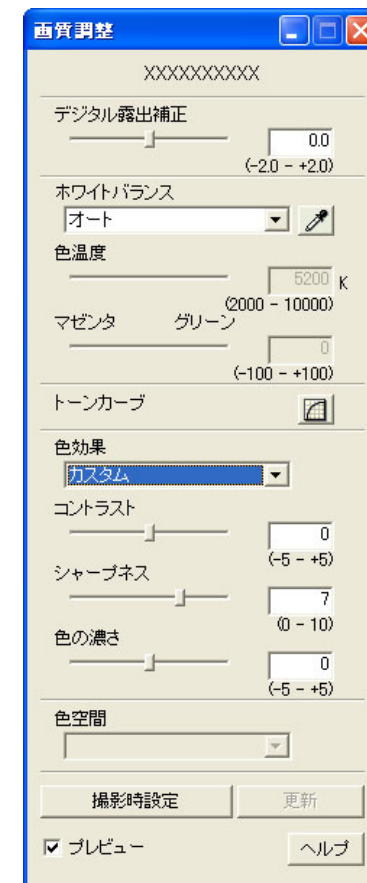 画質調整
XXXXXXXXXX
デジタル露出補正
0.0
(-2.0 - +2.0)
ホワイトバランス
オート
色温度
5200 K
(2000 - 10000)
マゼンタ グリーン
0
(-100 - +100)
トーンカーブ
色効果
カスタム
コントラスト
0
(-5 - +5)
シャープネス
7
(0 - 10)
色の濃さ
0
(-5 - +5)
色空間
撮影時設定 更新
プレビュー ヘルプ